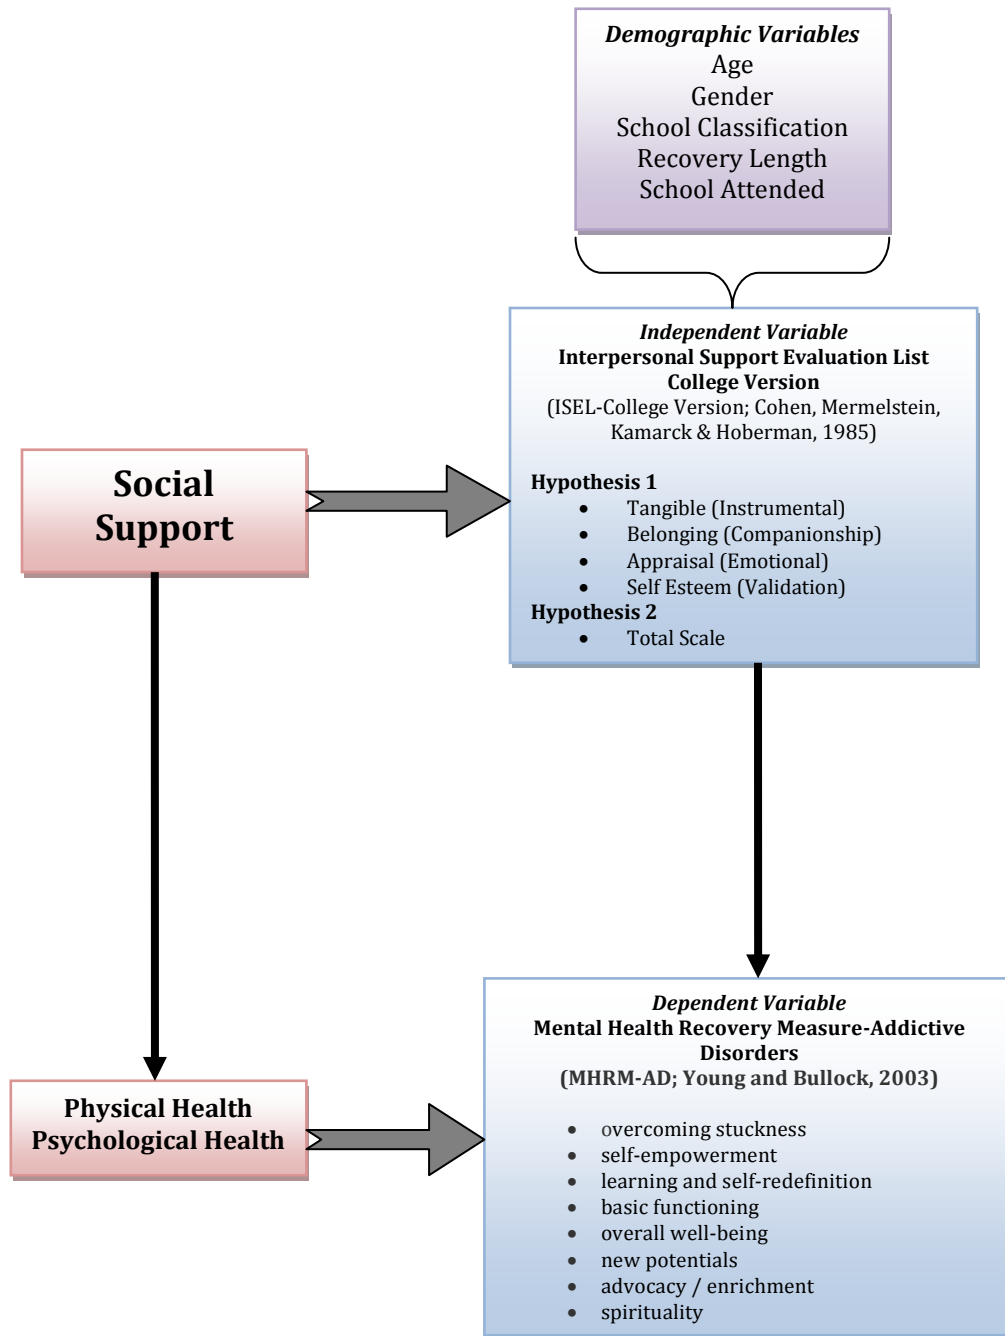 Demographic Variables
Age
Gender
School Classification
Recovery Length
School Attended
Independent Variable
Interpersonal Support Evaluation List
College Version
(ISEL-College Version; Cohen, Mermelstein,
Kamarck & Hoberman, 1985)
Hypothesis 1
• Tangible (Instrumental)
• Belonging (Companionship)
• Appraisal (Emotional)
• Self Esteem (Validation)
Hypothesis 2
• Total Scale
Social
Support
Physical Health
Psychological Health
Dependent Variable
Mental Health Recovery Measure-Addictive
Disorders
(MHRM-AD; Young and Bullock, 2003)
• overcoming stuckness
• self-empowerment
• learning and self-redefinition
• basic functioning
• overall well-being
• new potentials
• advocacy / enrichment
• spirituality